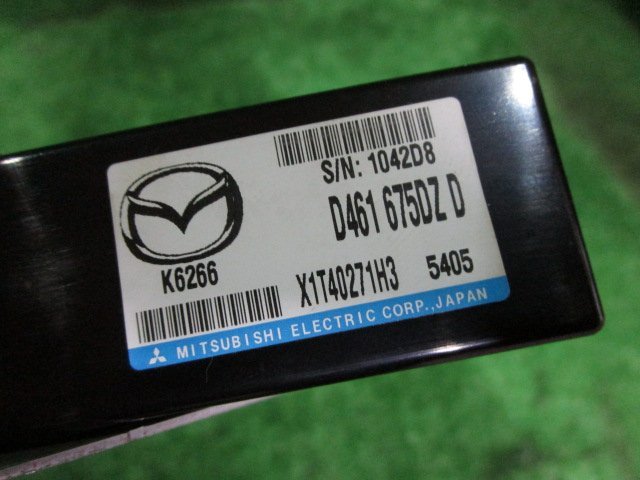 S/N: 1042D8
D461 675DZ D
K6266
X1T40271H3 5405
MITSUBISHI ELECTRIC CORP.,JAPAN